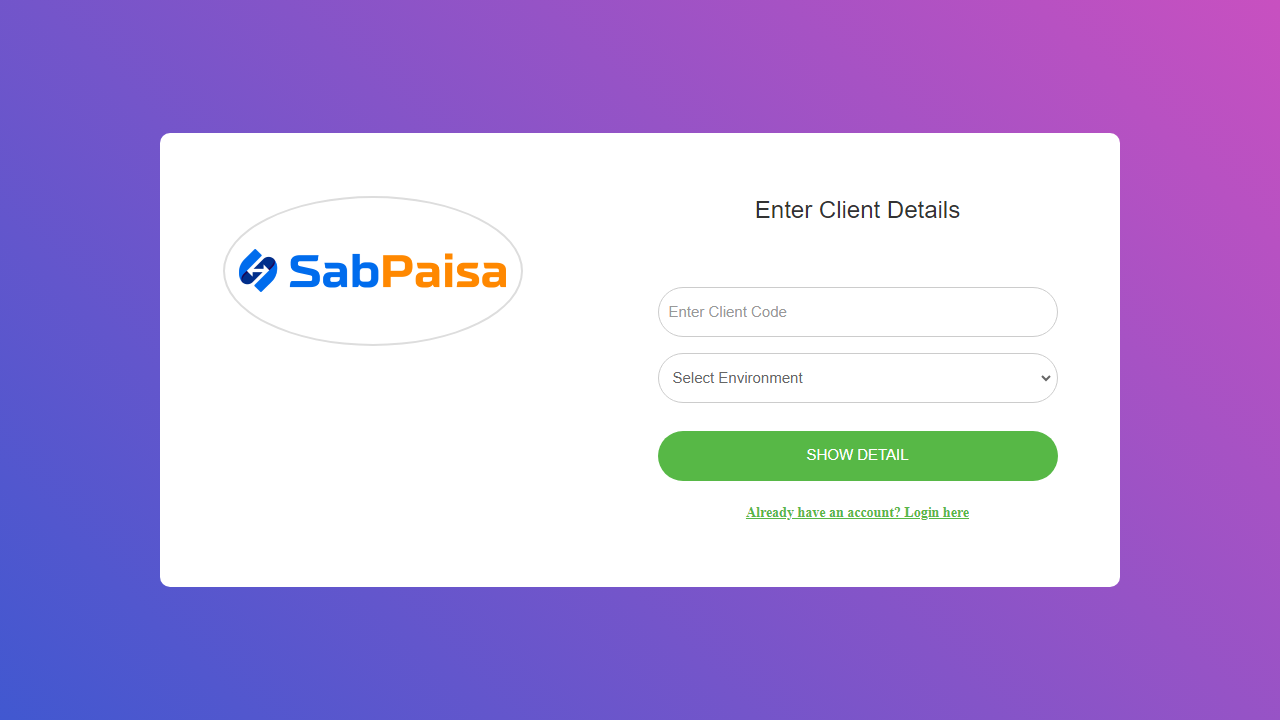 SabPaisa
Enter Client Details
Enter Client Code
Select Environment
SHOW DETAIL
Already have an account? Login here